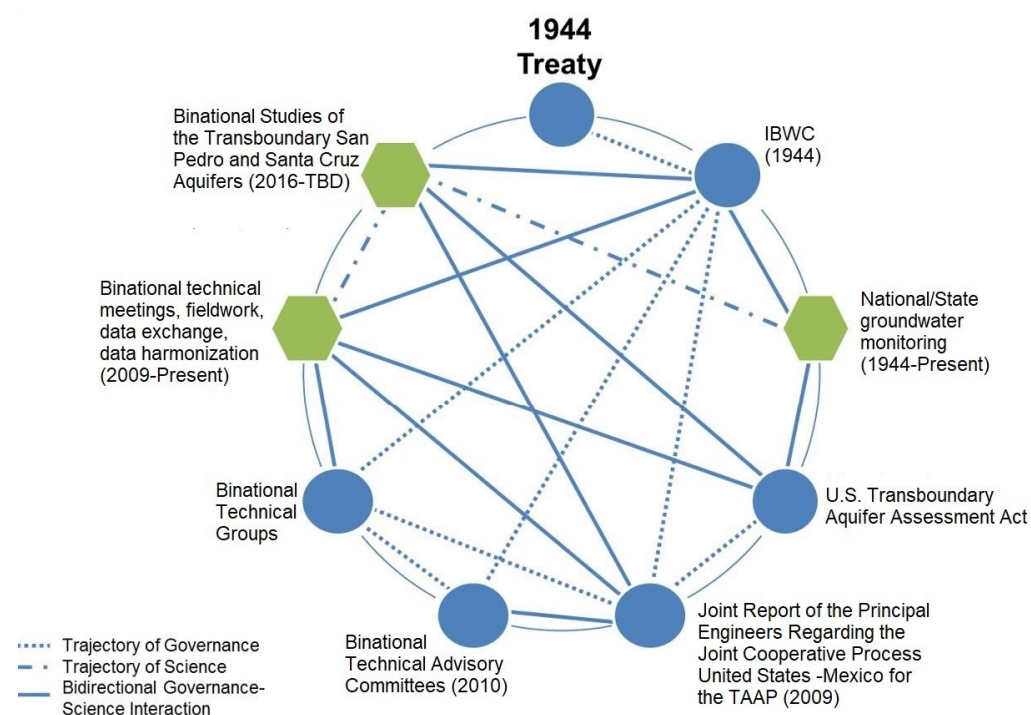 1944
Treaty
Binational Studies of
the Transboundary San
Pedro and Santa Cruz
Aquifers (2016-TBD)
IBWC
(1944)
Binational technical
meetings, fieldwork,
data exchange,
data harmonization
(2009-Present)
National/State
groundwater
monitoring
(1944-Present)
Binational
Technical
Groups
U.S. Transboundary
Aquifer Assessment Act
Binational
Technical Advisory
Committees (2010)
Joint Report of the Principal
Engineers Regarding the
Joint Cooperative Process
United States -Mexico for
the TAAP (2009)
Trajectory of Governance
Trajectory of Science
Bidirectional Governance-
Science Interaction